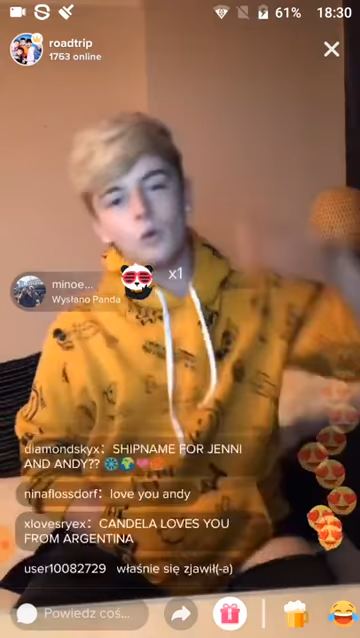 61% 18:30
roadtrip
1763 online
minoe...
Wysłano Panda
x1
diamondskyx: SHIPNAME FOR JENNI
AND ANDY??
ninaflossdorf: love you andy
xlovesryex: CANDELA LOVES YOU
FROM ARGENTINA
user10082729 właśnie się zjawił(-a)
Powiedz coś...